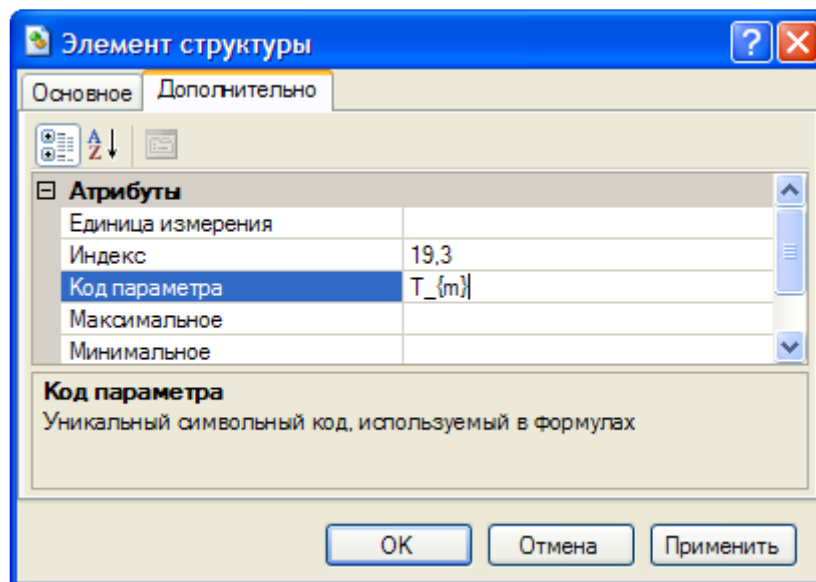 Элемент структуры
Основное Дополнительно
Атрибуты
Единица измерения
Индекс 19,3
Код параметра T_{m}
Максимальное
Минимальное
Код параметра
Уникальный символьный код, используемый в формулах
OK Отмена Применить